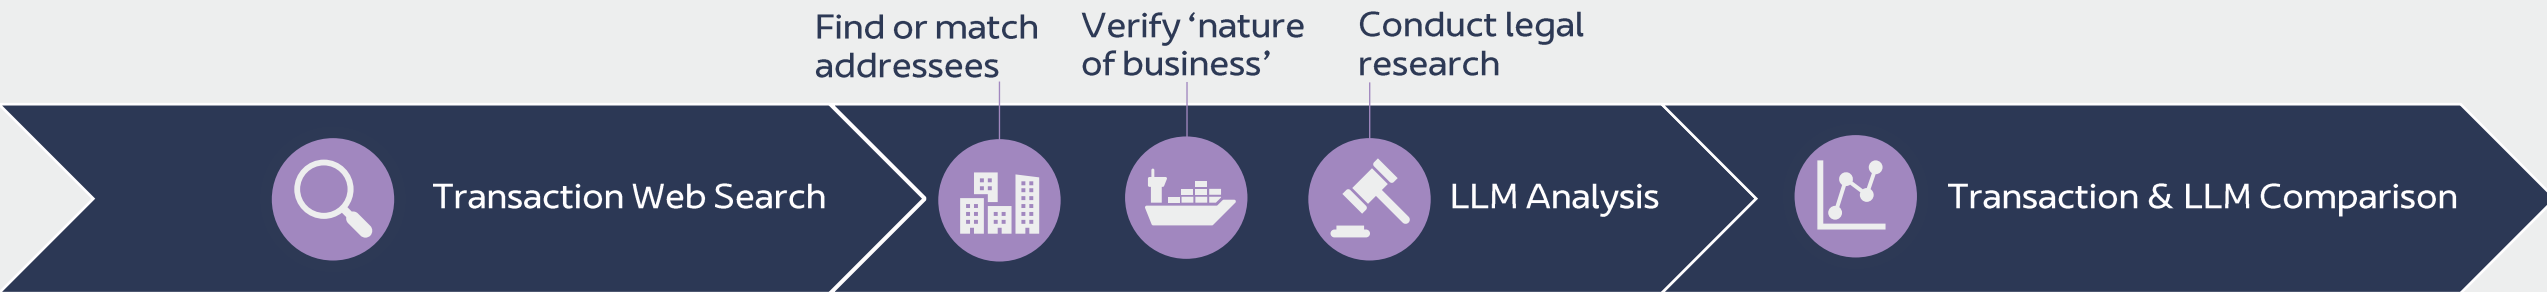 Find or match
addressees
Verify ‘nature
of business’
Conduct legal
research
Transaction Web Search
LLM Analysis
Transaction & LLM Comparison